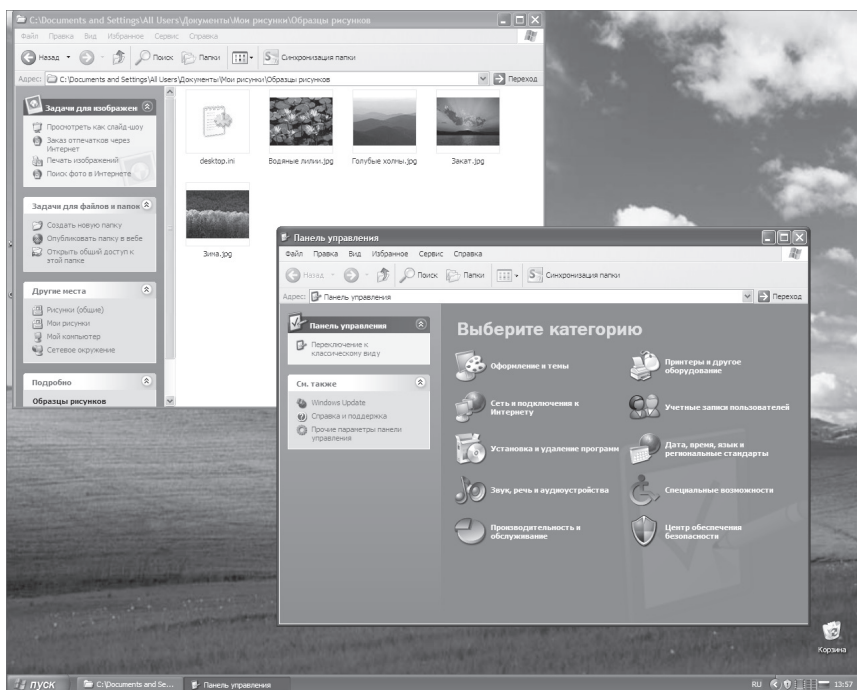 C:\Documents and Settings\All Users\Документы\Мои рисунки\Образцы рисунков
Файл Правка Вид Избранное Сервис Справка
Назад Поиск Папки Синхронизация папки
Адрес: C:\Documents and Settings\All Users\Документы\Мои рисунки\Образцы рисунков Переход
Задачи для изображен
Просмотреть как слайд-шоу
Заказ отпечатков через
Интернет
Печать изображений
Поиск фото в Интернете
Задачи для файлов и папок
Создать новую папку
Опубликовать папку в вебе
Открыть общий доступ к
этой папке
Другие места
Рисунки (общие)
Мои рисунки
Мой компьютер
Сетевое окружение
Подробно
Образцы рисунков
desktop.ini Водяные лилии.jpg Голубые холмы.jpg Закат.jpg
Зима.jpg
Панель управления
Файл Правка Вид Избранное Сервис Справка
Назад Поиск Папки Синхронизация папки
Адрес: Панель управления Переход
Панель управления
Переключение к
классическому виду
См. также
Windows Update
Справка и поддержка
Прочие параметры панели
управления
Выберите категорию
Оформление и темы
Принтеры и другое
оборудование
Сеть и подключения к
Интернету
Учетные записи пользователей
Установка и удаление программ
Дата, время, язык и
региональные стандарты
Звук, речь и аудиоустройства
Специальные возможности
Производительность и
обслуживание
Центр обеспечения
безопасности
Корзина
пуск C:\Documents and Se... Панель управления RU 13:57